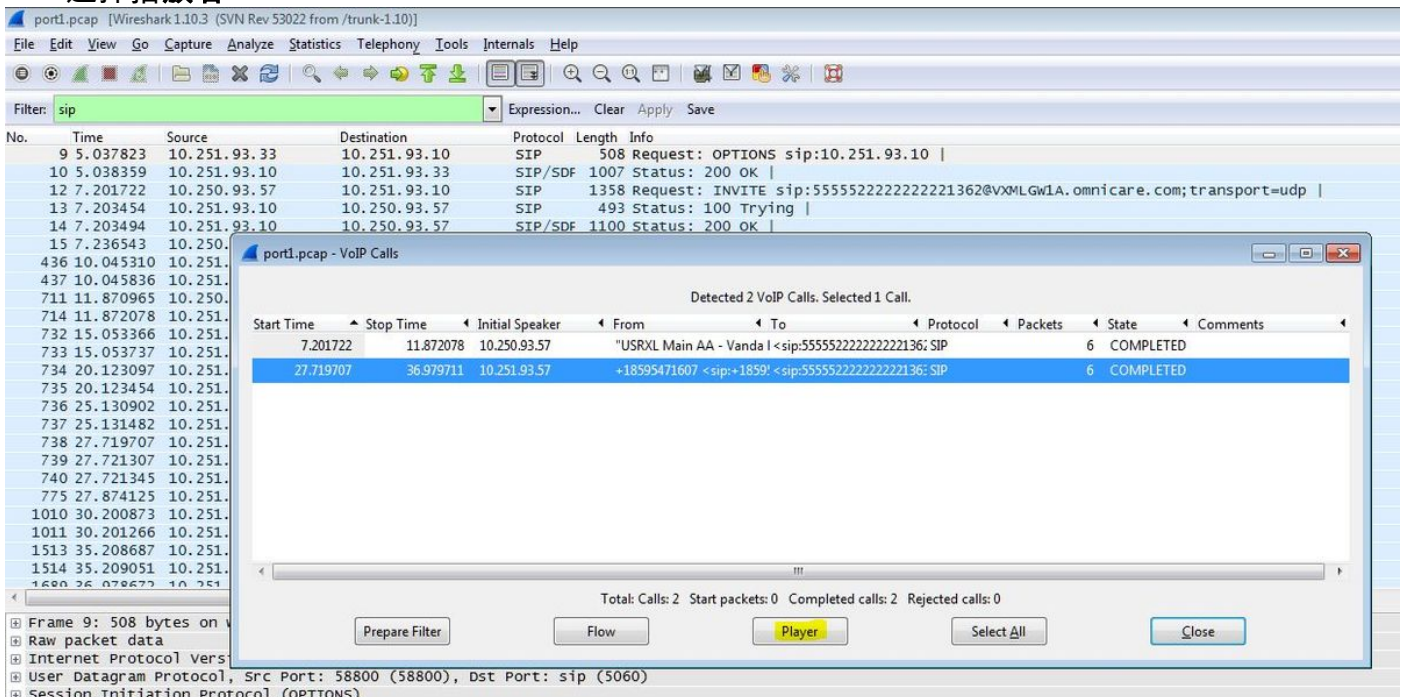 port1.pcap [Wireshark 1.10.3 (SVN Rev 53022 from /trunk-1.10)]
File Edit View Go Capture Analyze Statistics Telephony Tools Internals Help
Filter: sip Expression... Clear Apply Save
No. Time Source Destination Protocol Length Info
9 5.037823 10.251.93.33 10.251.93.10 SIP 508 Request: OPTIONS sip:10.251.93.10 |
10 5.038359 10.251.93.10 10.251.93.33 SIP/SDP 1007 Status: 200 OK |
12 7.201722 10.250.93.57 10.251.93.10 SIP 1358 Request: INVITE sip:5555522222222221362@VXMLGW1A.omnicare.com;transport=udp |
13 7.203454 10.251.93.10 10.250.93.57 SIP 493 Status: 100 Trying |
14 7.203494 10.251.93.10 10.250.93.57 SIP/SDP 1100 Status: 200 OK |
15 7.236543 10.250.
436 10.045310 10.251.
437 10.045836 10.251.
711 11.870965 10.250.
714 11.872078 10.251.
732 15.053366 10.251.
733 15.053737 10.251.
734 20.123097 10.251.
735 20.123454 10.251.
736 25.130902 10.251.
737 25.131482 10.251.
738 27.719707 10.251.
739 27.721307 10.251.
740 27.721345 10.251.
775 27.874125 10.251.
1010 30.200873 10.251.
1011 30.201266 10.251.
1513 35.208687 10.251.
1514 35.209051 10.251.
1689 36.978672 10.251
port1.pcap - VoIP Calls
Detected 2 VoIP Calls. Selected 1 Call.
Start Time Stop Time Initial Speaker From To Protocol Packets State Comments
7.201722 11.872078 10.250.93.57 "USRXL Main AA - Vanda I <sip:5555522222222221362 SIP 6 COMPLETED
27.719707 36.979711 10.251.93.57 +18595471607 <sip:+1859! <sip:5555522222222221363 SIP 6 COMPLETED
Total: Calls: 2 Start packets: 0 Completed calls: 2 Rejected calls: 0
Prepare Filter Flow Player Select All Close
Frame 9: 508 bytes on
Raw packet data
Internet Protocol Vers
User Datagram Protocol, Src Port: 58800 (58800), Dst Port: sip (5060)
Session Initiation Protocol (OPTIONS)